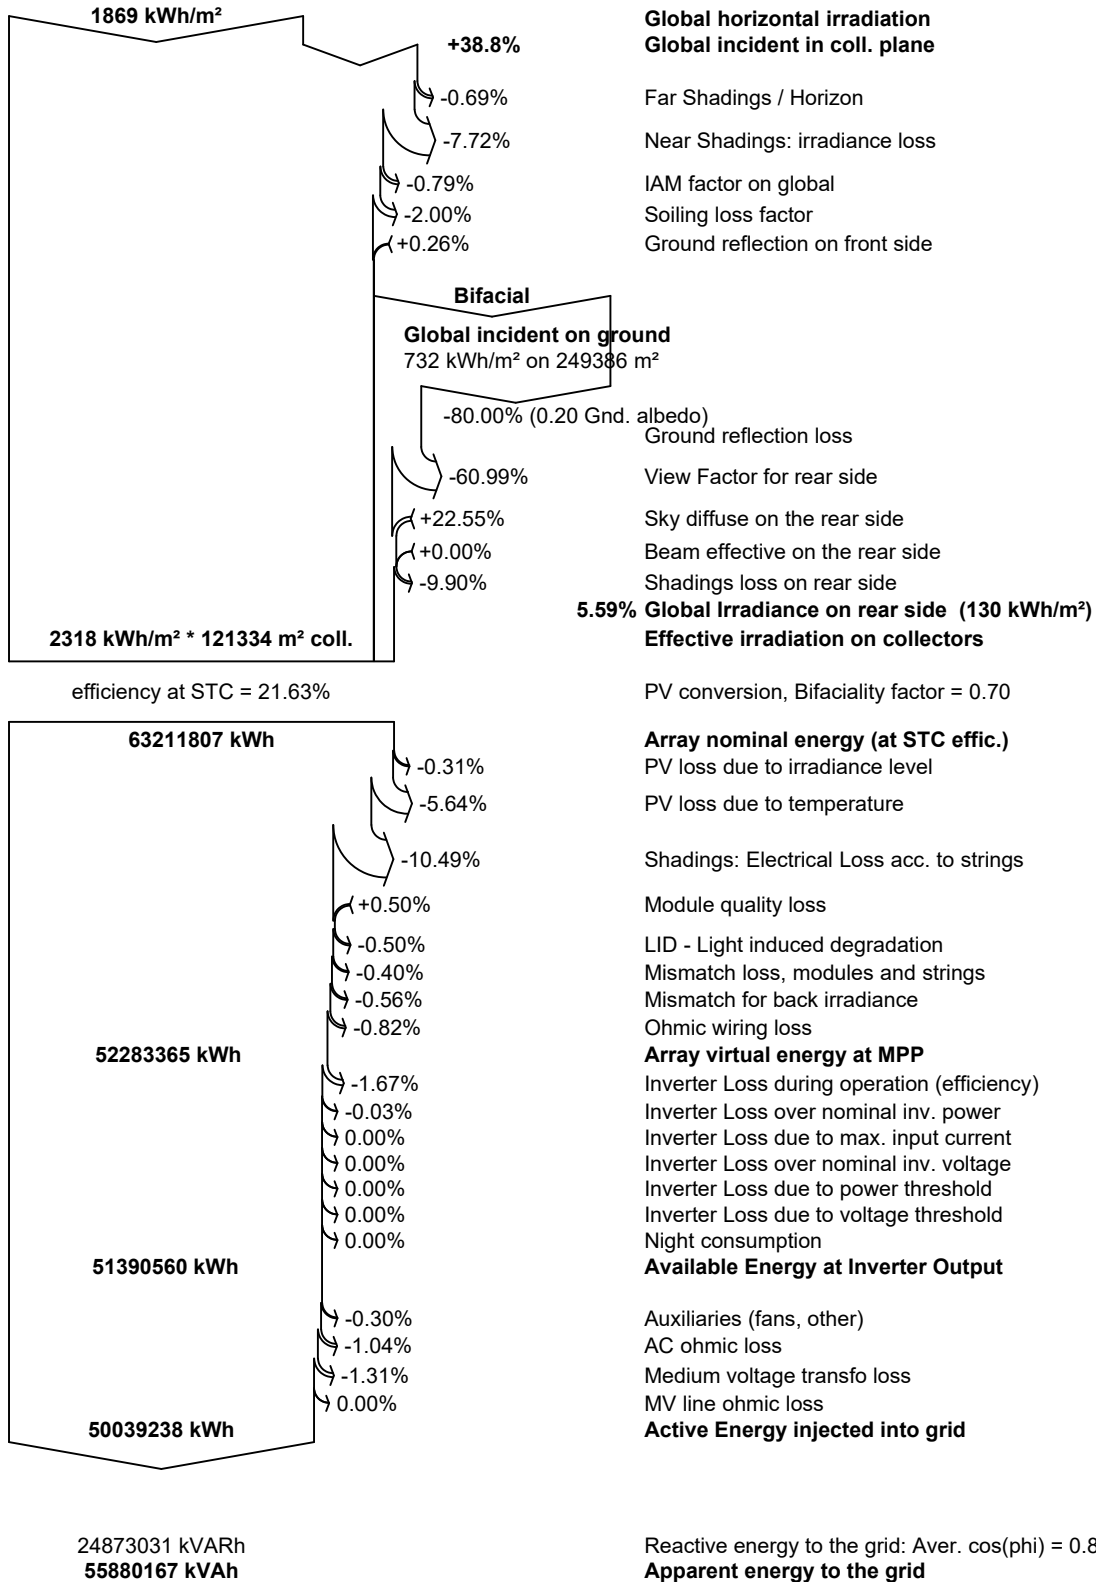 1869 kWh/m² Global horizontal irradiation
+38.8% Global incident in coll. plane
-0.69% Far Shadings / Horizon
-7.72% Near Shadings: irradiance loss
-0.79% IAM factor on global
-2.00% Soiling loss factor
+0.26% Ground reflection on front side
Bifacial
Global incident on ground
732 kWh/m² on 249386 m²
-80.00% (0.20 Gnd. albedo)
Ground reflection loss
-60.99% View Factor for rear side
+22.55% Sky diffuse on the rear side
+0.00% Beam effective on the rear side
-9.90% Shadings loss on rear side
5.59% Global Irradiance on rear side (130 kWh/m²)
2318 kWh/m² * 121334 m² coll. Effective irradiation on collectors
efficiency at STC = 21.63% PV conversion, Bifaciality factor = 0.70
63211807 kWh Array nominal energy (at STC effic.)
-0.31% PV loss due to irradiance level
-5.64% PV loss due to temperature
-10.49% Shadings: Electrical Loss acc. to strings
+0.50% Module quality loss
-0.50% LID - Light induced degradation
-0.40% Mismatch loss, modules and strings
-0.56% Mismatch for back irradiance
-0.82% Ohmic wiring loss
52283365 kWh Array virtual energy at MPP
-1.67% Inverter Loss during operation (efficiency)
-0.03% Inverter Loss over nominal inv. power
0.00% Inverter Loss due to max. input current
0.00% Inverter Loss over nominal inv. voltage
0.00% Inverter Loss due to power threshold
0.00% Inverter Loss due to voltage threshold
0.00% Night consumption
51390560 kWh Available Energy at Inverter Output
-0.30% Auxiliaries (fans, other)
-1.04% AC ohmic loss
-1.31% Medium voltage transfo loss
0.00% MV line ohmic loss
50039238 kWh Active Energy injected into grid
24873031 kVARh Reactive energy to the grid: Aver. cos(phi) = 0.8
55880167 kVAh Apparent energy to the grid